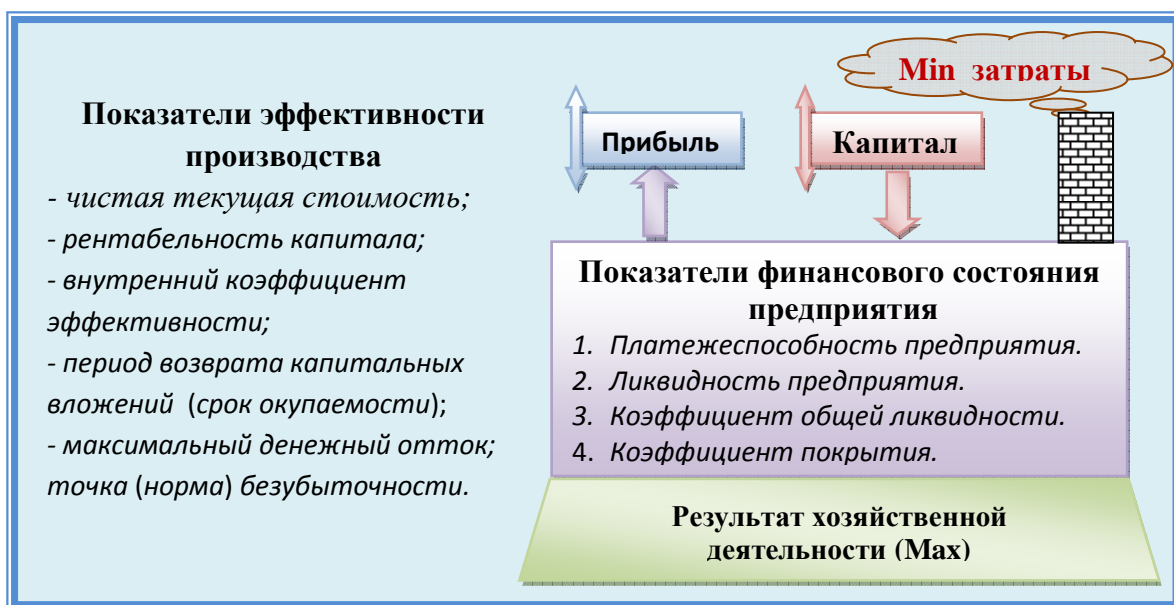 Показатели эффективности
производства
- чистая текущая стоимость;
- рентабельность капитала;
- внутренний коэффициент
эффективности;
- период возврата капитальных
вложений (срок окупаемости);
- максимальный денежный отток;
точка (норма) безубыточности.
Min затраты
Прибыль
Капитал
Показатели финансового состояния
предприятия
1. Платежеспособность предприятия.
2. Ликвидность предприятия.
3. Коэффициент общей ликвидности.
4. Коэффициент покрытия.
Результат хозяйственной
деятельности (Max)